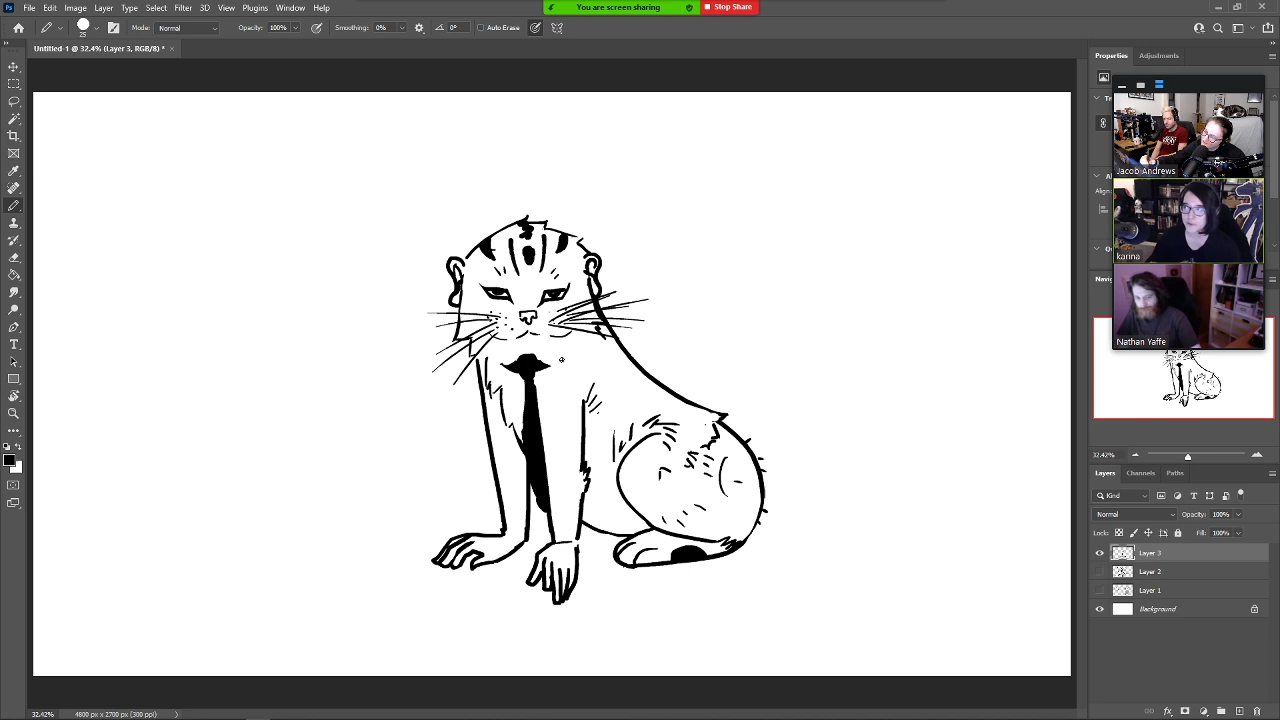 File Edit Image Layer Type Select Filter 3D View Plugins Window Help
You are screen sharing
Stop Share
25
Mode: Normal
Opacity: 100%
Smoothing: 0%
0°
Auto Erase
Untitled-1 @ 32.4% (Layer 3, RGB/8) *
Properties
Adjustments
Jacob Andrews
karina
Nathan Yaffe
32.42%
Layers
Channels
Paths
Kind
Normal
Opacity: 100%
Lock:
Fill: 100%
Layer 3
Layer 2
Layer 1
Background
32.42%
4800 px x 2700 px (300 ppi)